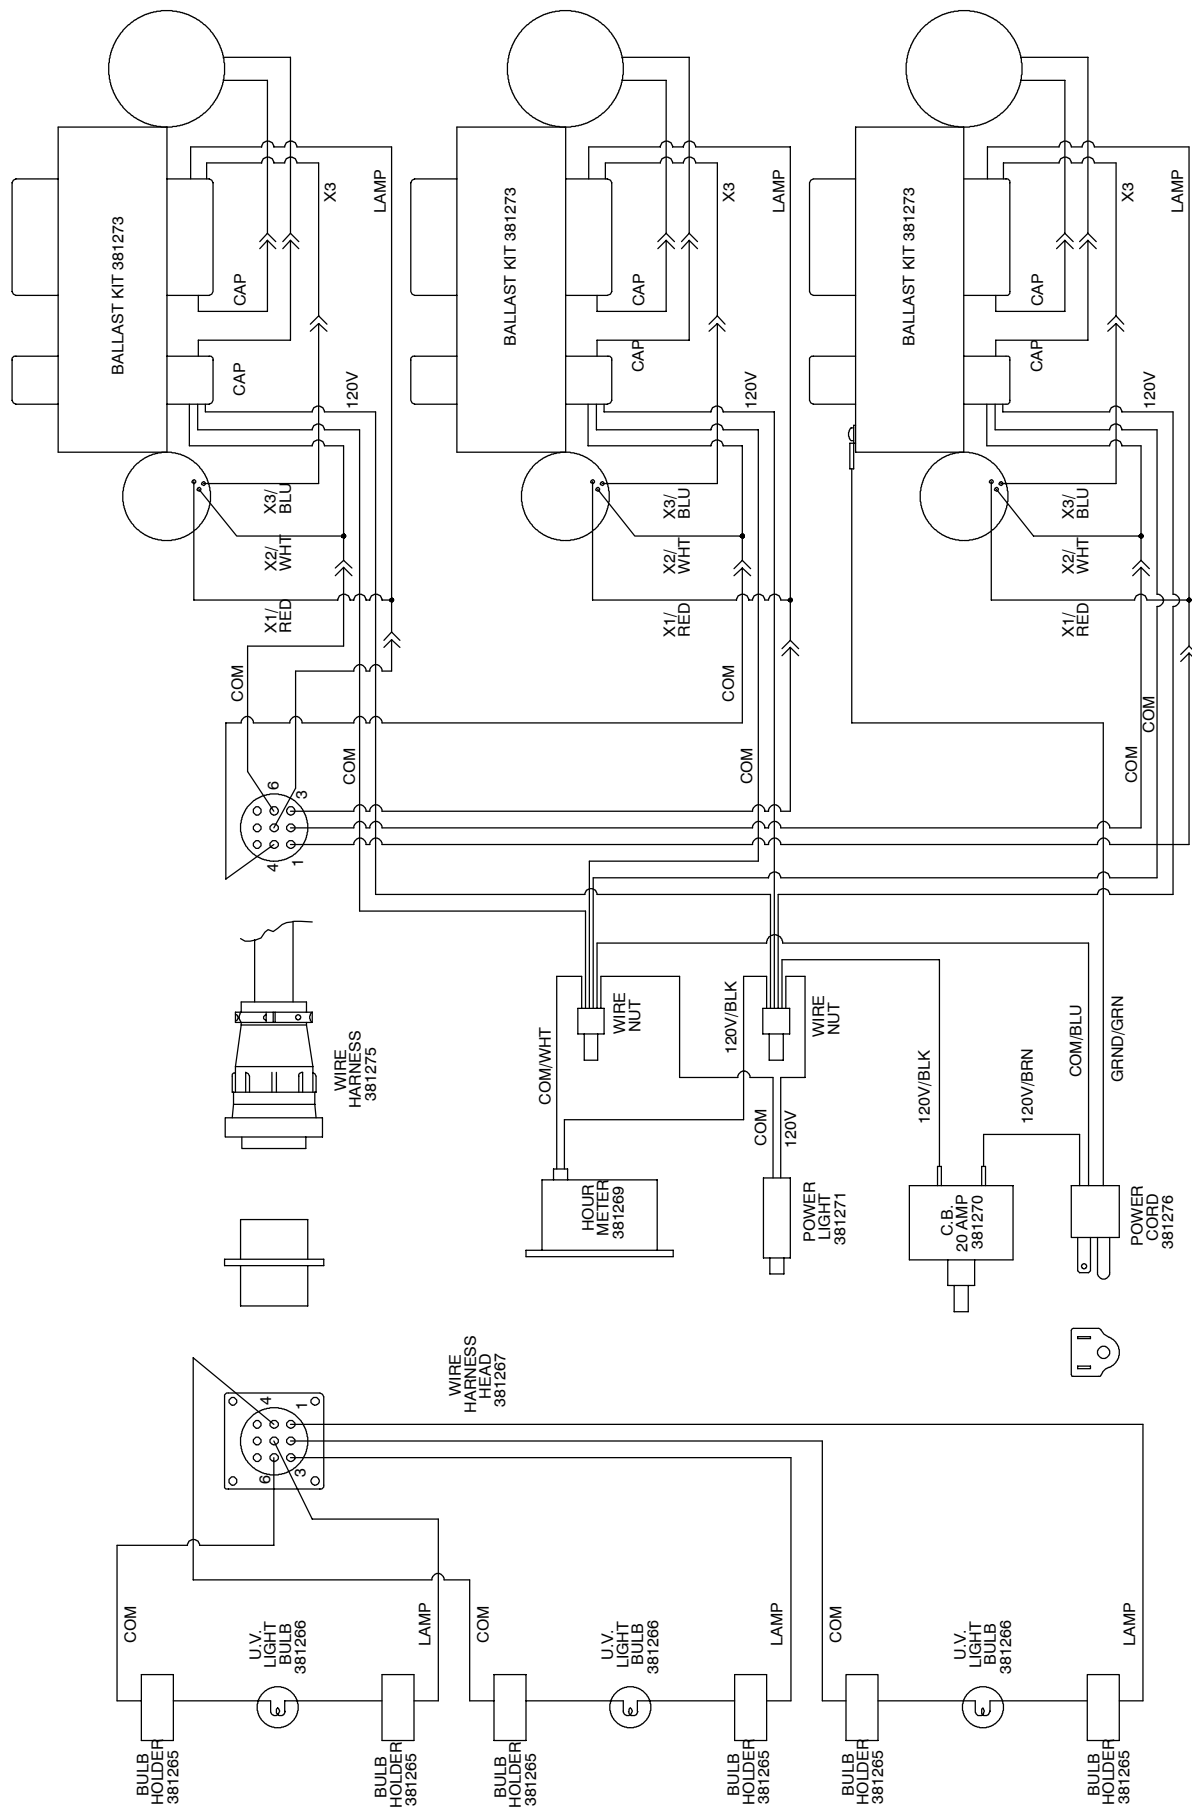 BALLAST KIT 381273
CAP
CAP
X3
LAMP
120V
X3/
BLU
X2/
WHT
X1/
RED
COM
COM
BALLAST KIT 381273
CAP
CAP
X3
LAMP
120V
X3/
BLU
X2/
WHT
X1/
RED
COM
COM
BALLAST KIT 381273
CAP
CAP
X3
LAMP
120V
X3/
BLU
X2/
WHT
X1/
RED
COM
COM
6
3
4
1
WIRE
HARNESS
381275
COM/WHT
WIRE
NUT
120V/BLK
WIRE
NUT
COM
120V
120V/BLK
120V/BRN
COM/BLU
GRND/GRN
HOUR
METER
381269
POWER
LIGHT
381271
C.B.
20 AMP
381270
POWER
CORD
381276
WIRE
HARNESS
HEAD
381267
4
1
6
3
COM
U.V.
LIGHT
BULB
381266
LAMP
COM
U.V.
LIGHT
BULB
381266
LAMP
COM
U.V.
LIGHT
BULB
381266
LAMP
BULB
HOLDER
381265
BULB
HOLDER
381265
BULB
HOLDER
381265
BULB
HOLDER
381265
BULB
HOLDER
381265
BULB
HOLDER
381265